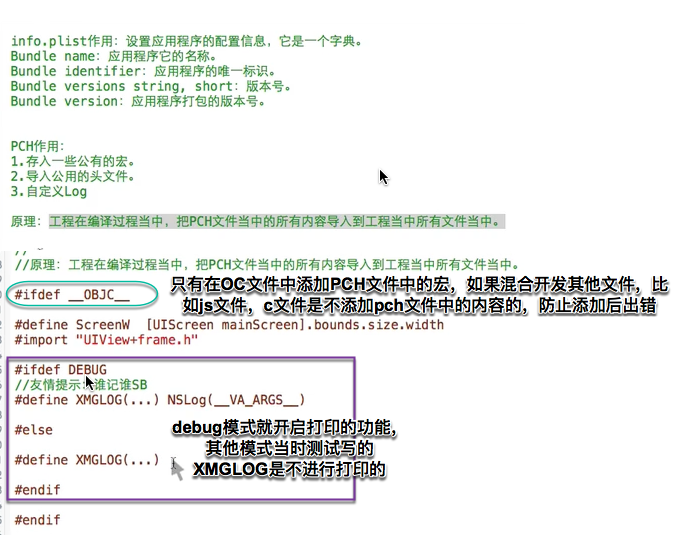 info.plist作用：设置应用程序的配置信息，它是一个字典。
Bundle name：应用程序它的名称。
Bundle identifier：应用程序的唯一标识。
Bundle versions string, short：版本号。
Bundle version：应用程序打包的版本号。
PCH作用：
1.存入一些公有的宏。
2.导入公用的头文件。
3.自定义Log
原理：工程在编译过程当中，把PCH文件当中的所有内容导入到工程当中所有文件当中。
//
//原理：工程在编译过程当中，把PCH文件当中的所有内容导入到工程当中所有文件当中。
#ifdef __OBJC__
只有在OC文件中添加PCH文件中的宏，如果混合开发其他文件，比
如js文件，c文件是不添加pch文件中的内容的，防止添加后出错
#define ScreenW  [UIScreen mainScreen].bounds.size.width
#import "UIView+frame.h"
#ifdef DEBUG
//友情提示 谁记谁SB
#define XMGLOG(...) NSLog(__VA_ARGS__)
#else
debug模式就开启打印的功能，
其他模式当时测试写的
XMGLOG是不进行打印的
#define XMGLOG(...)
#endif
#endif